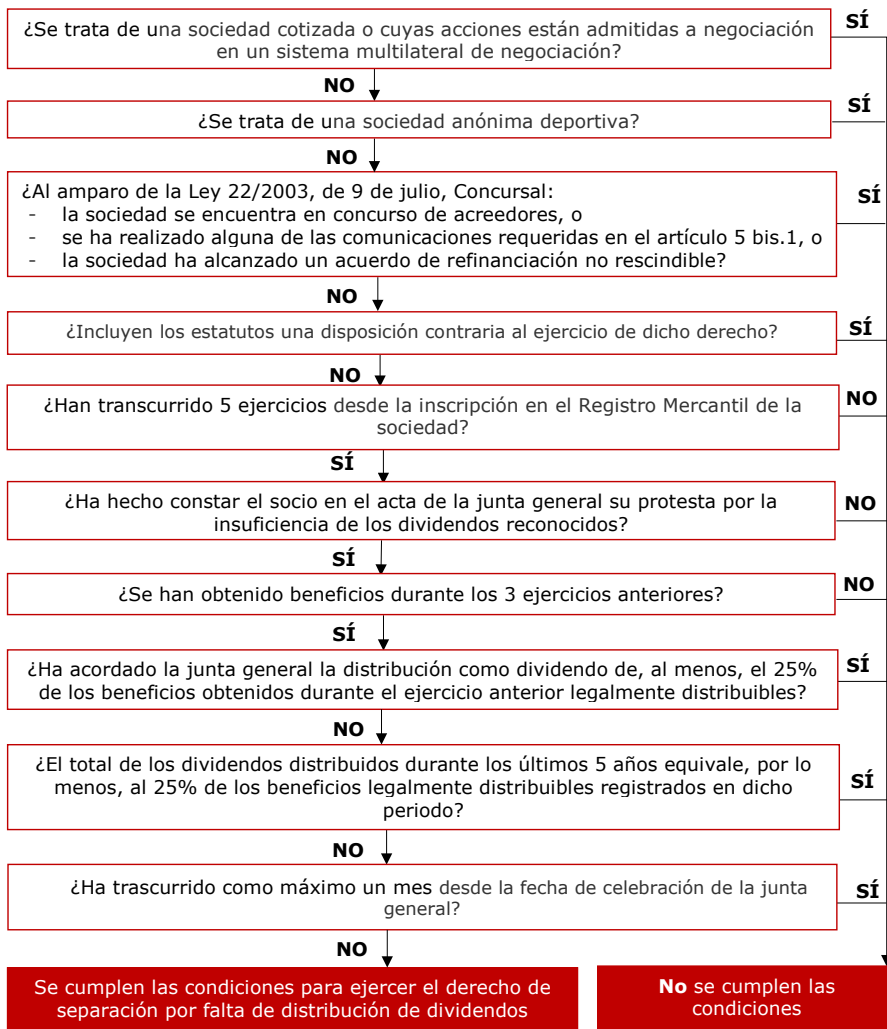 ¿Se trata de una sociedad cotizada o cuyas acciones están admitidas a negociación
en un sistema multilateral de negociación?
SÍ
NO
¿Se trata de una sociedad anónima deportiva?
SÍ
NO
¿Al amparo de la Ley 22/2003, de 9 de julio, Concursal:
- la sociedad se encuentra en concurso de acreedores, o
- se ha realizado alguna de las comunicaciones requeridas en el artículo 5 bis.1, o
- la sociedad ha alcanzado un acuerdo de refinanciación no rescindible?
SÍ
NO
¿Incluyen los estatutos una disposición contraria al ejercicio de dicho derecho?
SÍ
NO
¿Han transcurrido 5 ejercicios desde la inscripción en el Registro Mercantil de la
sociedad?
NO
SÍ
¿Ha hecho constar el socio en el acta de la junta general su protesta por la
insuficiencia de los dividendos reconocidos?
NO
SÍ
¿Se han obtenido beneficios durante los 3 ejercicios anteriores?
NO
SÍ
¿Ha acordado la junta general la distribución como dividendo de, al menos, el 25%
de los beneficios obtenidos durante el ejercicio anterior legalmente distribuibles?
SÍ
NO
¿El total de los dividendos distribuidos durante los últimos 5 años equivale, por lo
menos, al 25% de los beneficios legalmente distribuibles registrados en dicho
periodo?
SÍ
NO
¿Ha trascurrido como máximo un mes desde la fecha de celebración de la junta
general?
SÍ
NO
Se cumplen las condiciones para ejercer el derecho de
separación por falta de distribución de dividendos
No se cumplen las
condiciones